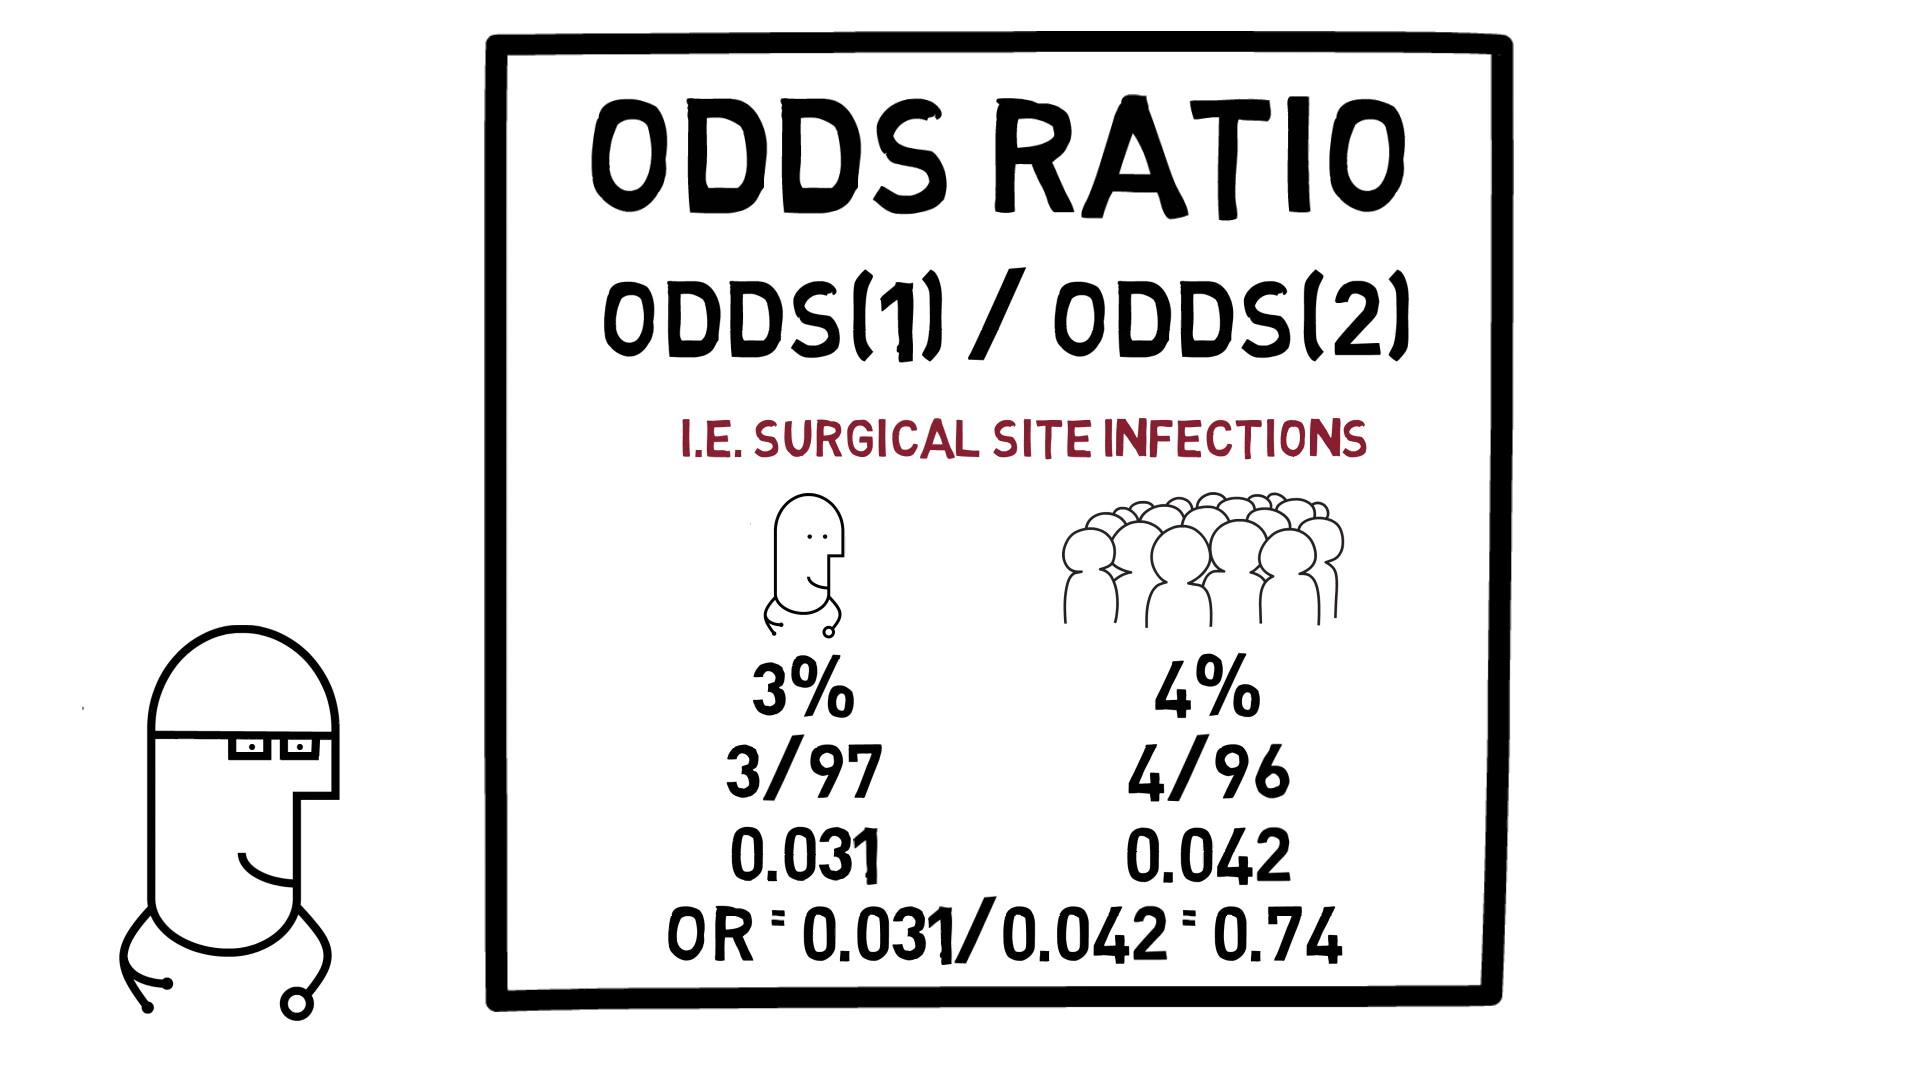 ODDS RATIO
ODDS(1) / ODDS(2)
I.E. SURGICAL SITE INFECTIONS
3% 4%
3/97 4/96
0.031 0.042
OR = 0.031/0.042 = 0.74